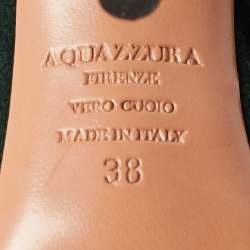 AQUAZZURA
FIRENZE
VERO CUOIO
MADE IN ITALY
38